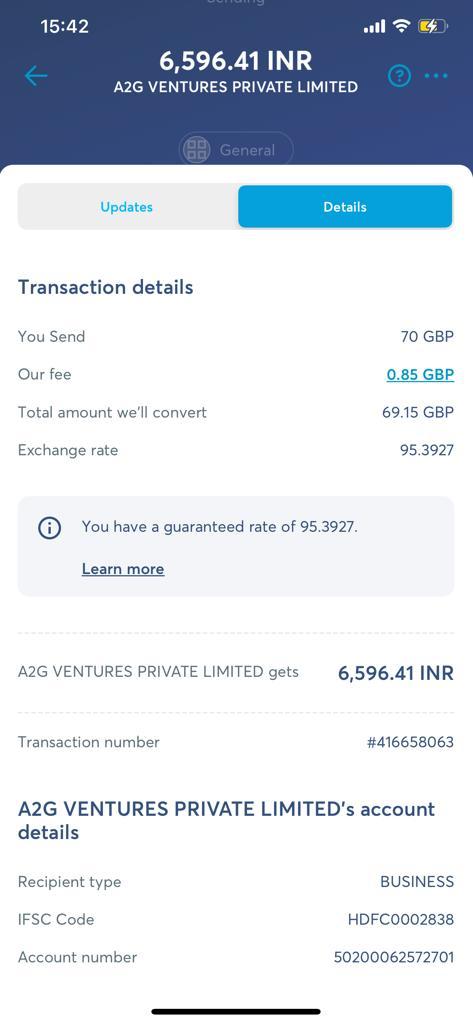 Sending
15:42
6,596.41 INR
A2G VENTURES PRIVATE LIMITED
General
Updates Details
Transaction details
You Send 70 GBP
Our fee 0.85 GBP
Total amount we'll convert 69.15 GBP
Exchange rate 95.3927
You have a guaranteed rate of 95.3927.
Learn more
A2G VENTURES PRIVATE LIMITED gets 6,596.41 INR
Transaction number #416658063
A2G VENTURES PRIVATE LIMITED's account
details
Recipient type BUSINESS
IFSC Code HDFC0002838
Account number 50200062572701